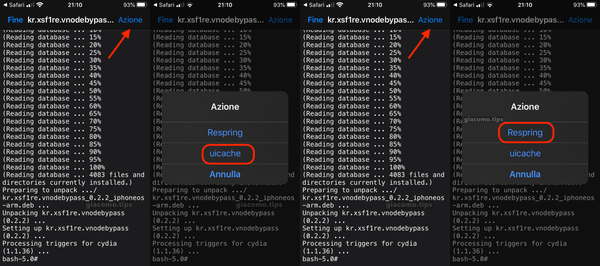 Safari 21:10 93%
Fine kr.xsf1re.vnodebypass_... Azione
(Reading database ... 10%
(Reading database ... 15%
(Reading database ... 20%
(Reading database ... 25%
(Reading database ... 30%
(Reading database ... 35%
(Reading database ... 40%
(Reading database ... 45%
(Reading database ... 50%
(Reading database ... 55%
(Reading database ... 60%
(Reading database ... 65%
(Reading database ... 70%
(Reading database ... 75%
(Reading database ... 80%
(Reading database ... 85%
(Reading database ... 90%
(Reading database ... 95%
(Reading database ... 100%
(Reading database ... 4083 files and
directories currently installed.)
Preparing to unpack .../
kr.xsf1re.vnodebypass_0.2.2_iphoneos
-arm.deb ...
Unpacking kr.xsf1re.vnodebypass
(0.2.2) ...
Setting up kr.xsf1re.vnodebypass
(0.2.2) ...
Processing triggers for cydia
(1.1.36) ...
bash-5.0#
giacomo.tips
Safari 21:10 93%
Fine kr.xsf1re.vnodebypass... Azione
Azione
Respring
uicache
Annulla
(Reading database ... 100%
(Reading database ... 4083 files and
directories currently installed.)
Preparing to unpack .../
kr.xsf1re.vnodebypass_0.2.2_iphoneos
-arm.deb ...
Unpacking kr.xsf1re.vnodebypass
(0.2.2) ...
Setting up kr.xsf1re.vnodebypass
(0.2.2) ...
Processing triggers for cydia
(1.1.36) ...
bash-5.0#
Safari 21:10 93%
Fine kr.xsf1re.vnodebypass_... Azione
(Reading database ... 10%
(Reading database ... 15%
(Reading database ... 20%
(Reading database ... 25%
(Reading database ... 30%
(Reading database ... 35%
(Reading database ... 40%
(Reading database ... 45%
(Reading database ... 50%
(Reading database ... 55%
(Reading database ... 60%
(Reading database ... 65%
(Reading database ... 70%
(Reading database ... 75%
(Reading database ... 80%
(Reading database ... 85%
(Reading database ... 90%
(Reading database ... 95%
(Reading database ... 100%
(Reading database ... 4083 files and
directories currently installed.)
Preparing to unpack .../
kr.xsf1re.vnodebypass_0.2.2_iphoneos
-arm.deb ...
Unpacking kr.xsf1re.vnodebypass
(0.2.2) ...
Setting up kr.xsf1re.vnodebypass
(0.2.2) ...
Processing triggers for cydia
(1.1.36) ...
bash-5.0#
Safari 21:10 93%
Fine kr.xsf1re.vnodebypass... Azione
Azione
giacomo.tips
Respring
uicache
Annulla
(Reading database ... 100%
(Reading database ... 4083 files and
directories currently installed.)
Preparing to unpack .../
kr.xsf1re.vnodebypass_0.2.2_iphoneos
-arm.deb ...
Unpacking kr.xsf1re.vnodebypass
(0.2.2) ...
Setting up kr.xsf1re.vnodebypass
(0.2.2) ...
Processing triggers for cydia
(1.1.36) ...
bash-5.0#